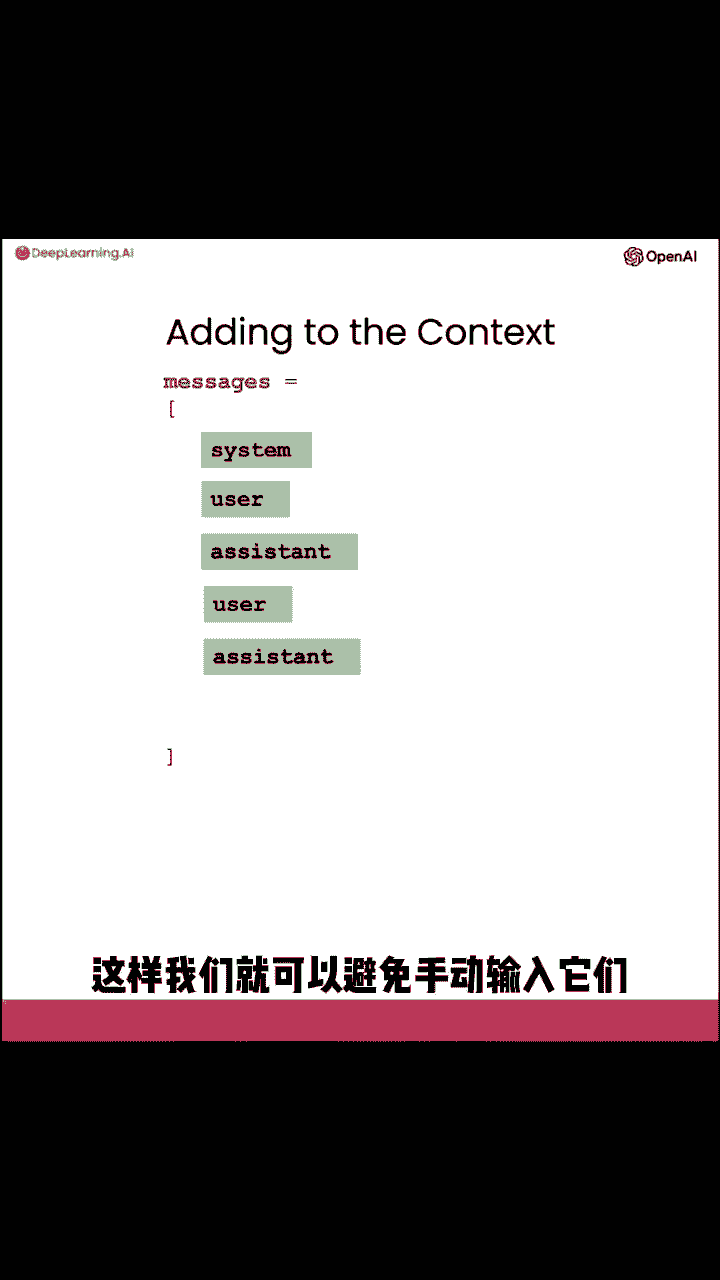 DeepLearning.AI
OpenAI
Adding to the Context
messages =
[
system
user
assistant
user
assistant
]
这样我们就可以避免手动输入它们